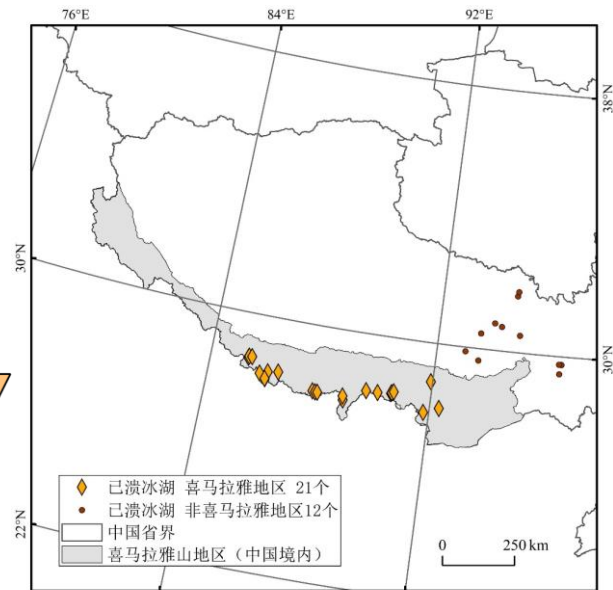 76°E 84°E 92°E
38°N
30°N
30°N
22°N
已溃冰湖 喜马拉雅地区 21个
已溃冰湖 非喜马拉雅地区12个
中国省界
喜马拉雅山地区（中国境内）
0 250 km